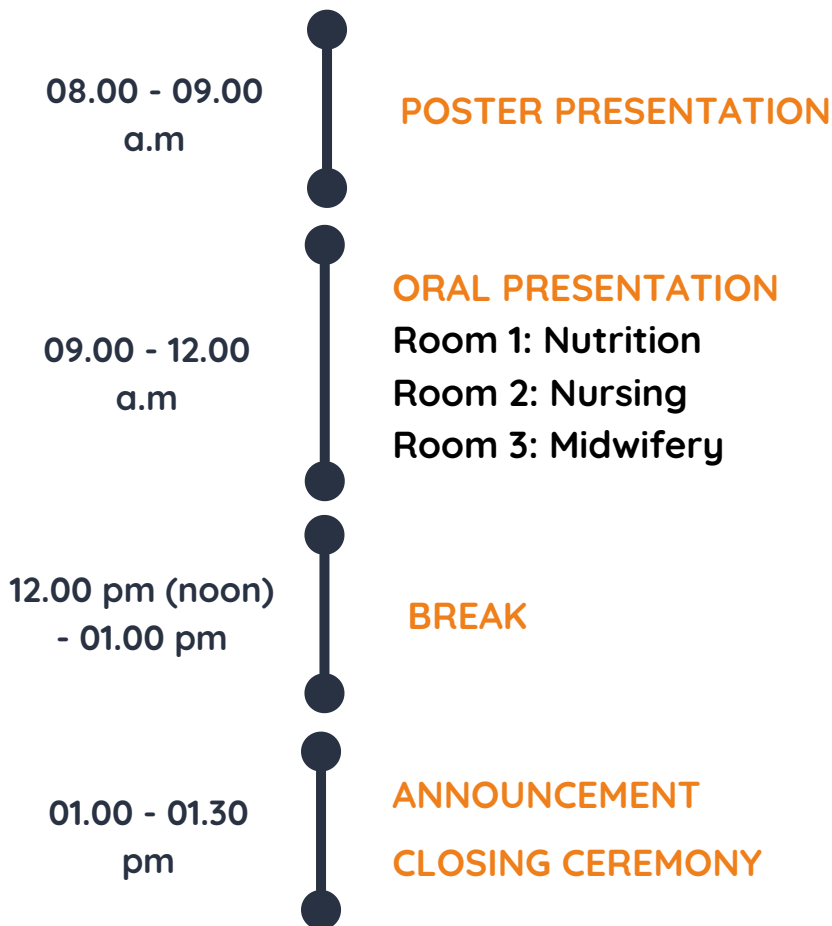 08.00 - 09.00
a.m
POSTER PRESENTATION
09.00 - 12.00
a.m
ORAL PRESENTATION
Room 1: Nutrition
Room 2: Nursing
Room 3: Midwifery
12.00 pm (noon)
- 01.00 pm
BREAK
01.00 - 01.30
pm
ANNOUNCEMENT
CLOSING CEREMONY